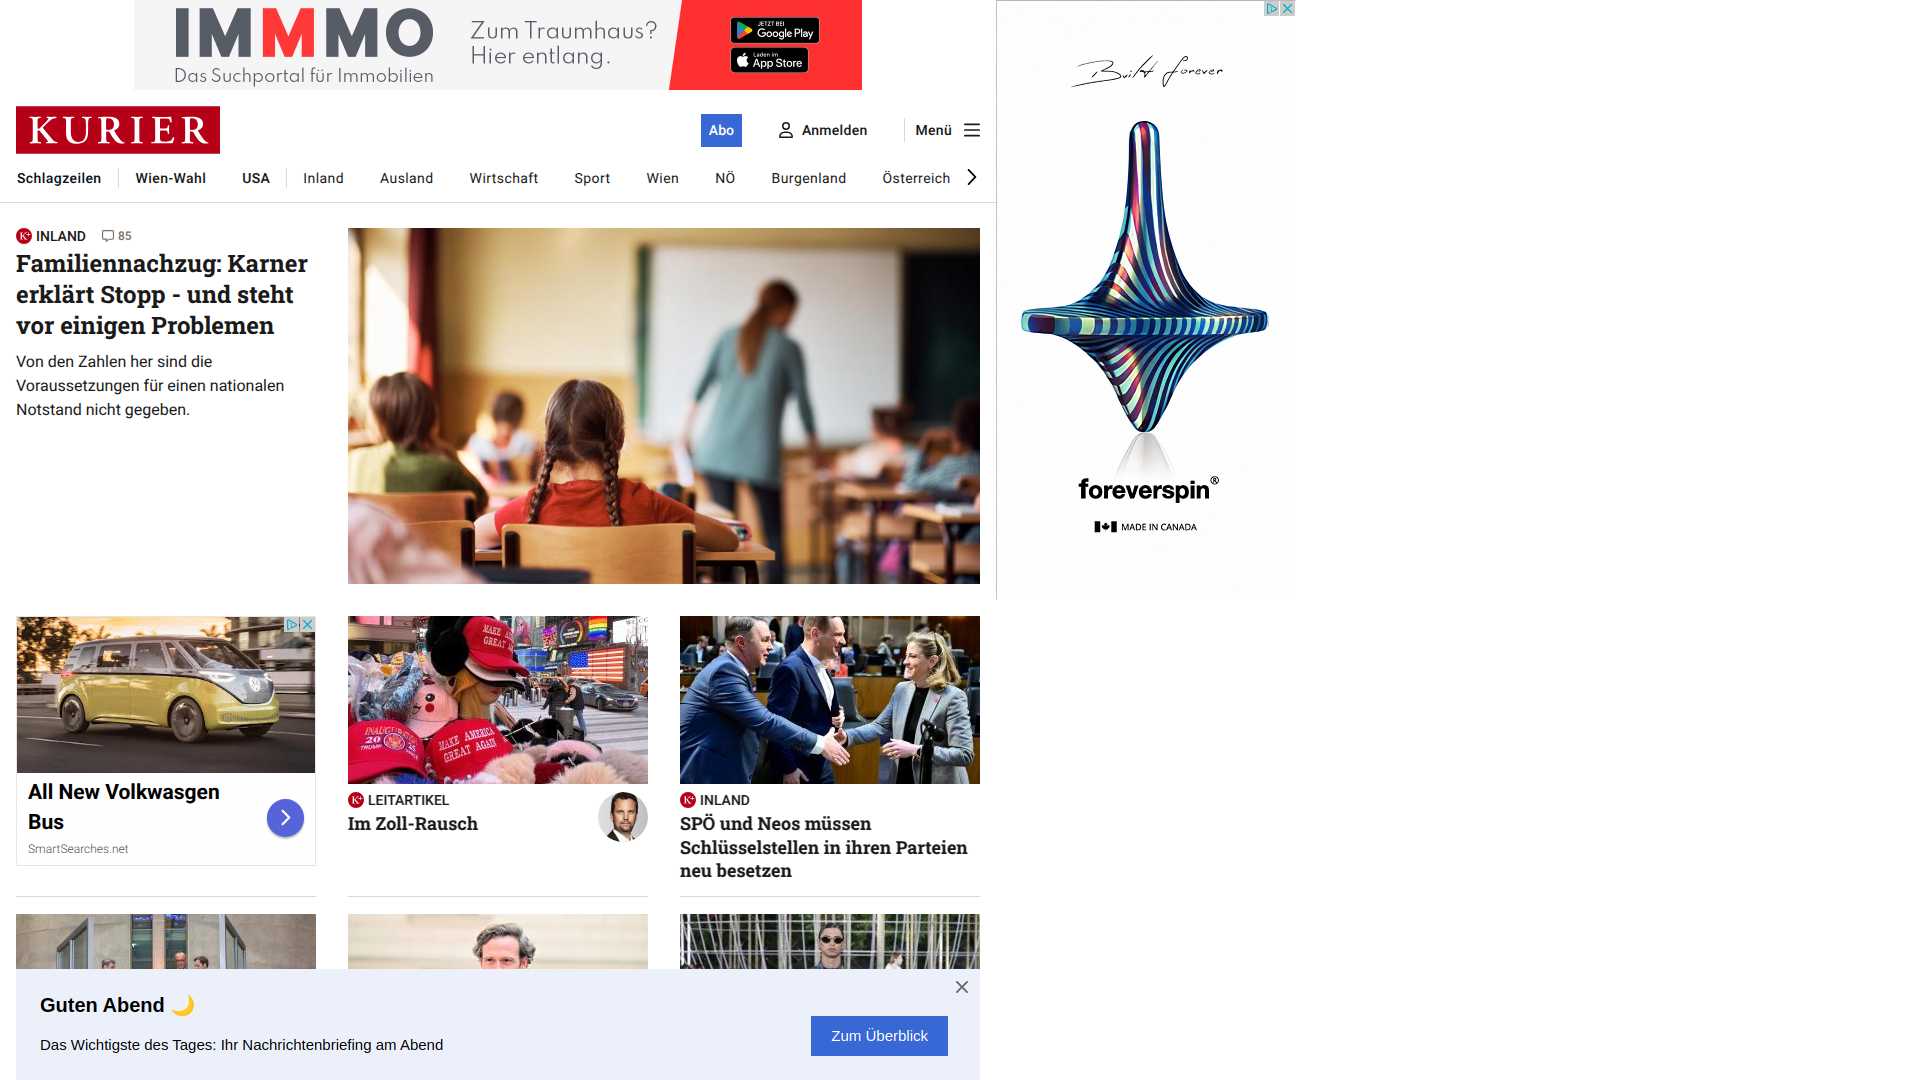 IMMMO
Das Suchportal für Immobilien
Zum Traumhaus?
Hier entlang.
JETZT BEI
Google Play
Laden im
App Store
Built forever
foreverspin®
MADE IN CANADA
KURIER
Abo
Anmelden
Menü
Schlagzeilen
Wien-Wahl
USA
Inland
Ausland
Wirtschaft
Sport
Wien
NÖ
Burgenland
Österreich
K+ INLAND 85
Familiennachzug: Karner
erklärt Stopp - und steht
vor einigen Problemen
Von den Zahlen her sind die
Voraussetzungen für einen nationalen
Notstand nicht gegeben.
All New Volkwasgen
Bus
SmartSearches.net
MAKE AMERICA
GREAT AGAIN
K+ LEITARTIKEL
Im Zoll-Rausch
K+ INLAND
SPÖ und Neos müssen
Schlüsselstellen in ihren Parteien
neu besetzen
Guten Abend 🌙
Das Wichtigste des Tages: Ihr Nachrichtenbriefing am Abend
Zum Überblick